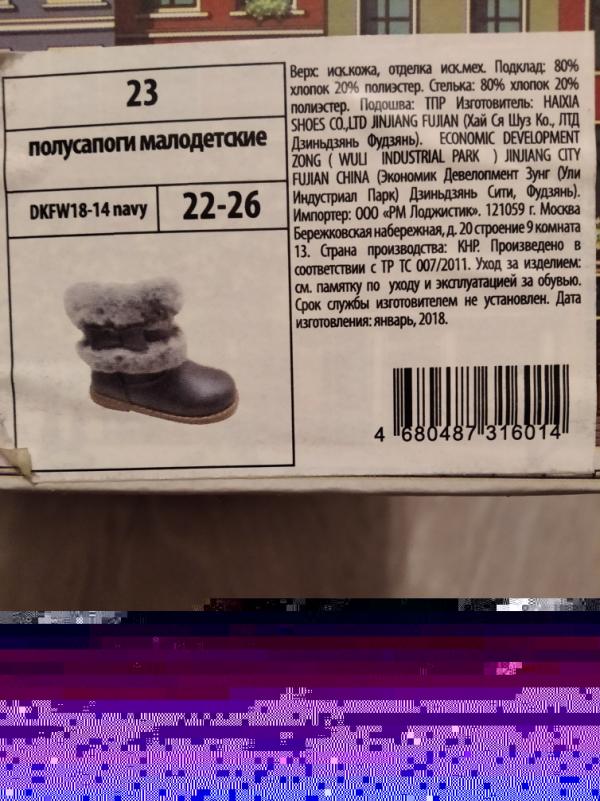 23
полусапоги малодетские
DKFW18-14 navy
22-26
Верх: иск.кожа, отделка иск.мех. Подклад: 80%
хлопок 20% полиэстер. Стелька: 80% хлопок 20%
полиэстер. Подошва: ТПР Изготовитель: HAIXIA
SHOES CO.,LTD JINJIANG FUJIAN (Хай Ся Шуз Ко., ЛТД
Дзиньдзянь Фудзянь). ECONOMIC DEVELOPMENT
ZONG ( WULI INDUSTRIAL PARK ) JINJIANG CITY
FUJIAN CHINA (Экономик Девелопмент Зунг (Ули
Индустриал Парк) Дзиньдзянь Сити, Фудзянь).
Импортер: ООО «РМ Лоджистик». 121059 г. Москва
Бережковская набережная, д. 20 строение 9 комната
13. Страна производства: КНР. Произведено в
соответствии с ТР ТС 007/2011. Уход за изделием:
см. памятку по уходу и эксплуатацией за обувью.
Срок службы изготовителем не установлен. Дата
изготовления: январь, 2018.
4 680487 316014